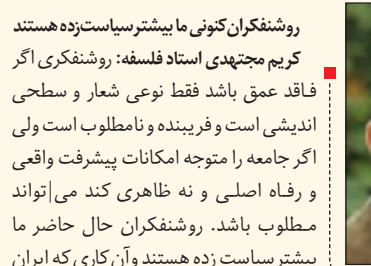 روشنفکران کنونی ما بیشتر سیاست‌زده هستند
کریم مجتهدی استاد فلسفه: روشنفکری اگر
فاقد عمق باشد فقط نوعی شعار و سطحی
اندیشی است و فریبنده و نامطلوب است ولی
اگر جامعه را متوجه امکانات پیشرفت واقعی
و رفاه اصلی و نه ظاهری کند می|تواند
مطلوب باشد. روشنفکران حال حاضر ما
بیشتر سیاست زده هستند و آن کاری که ایران